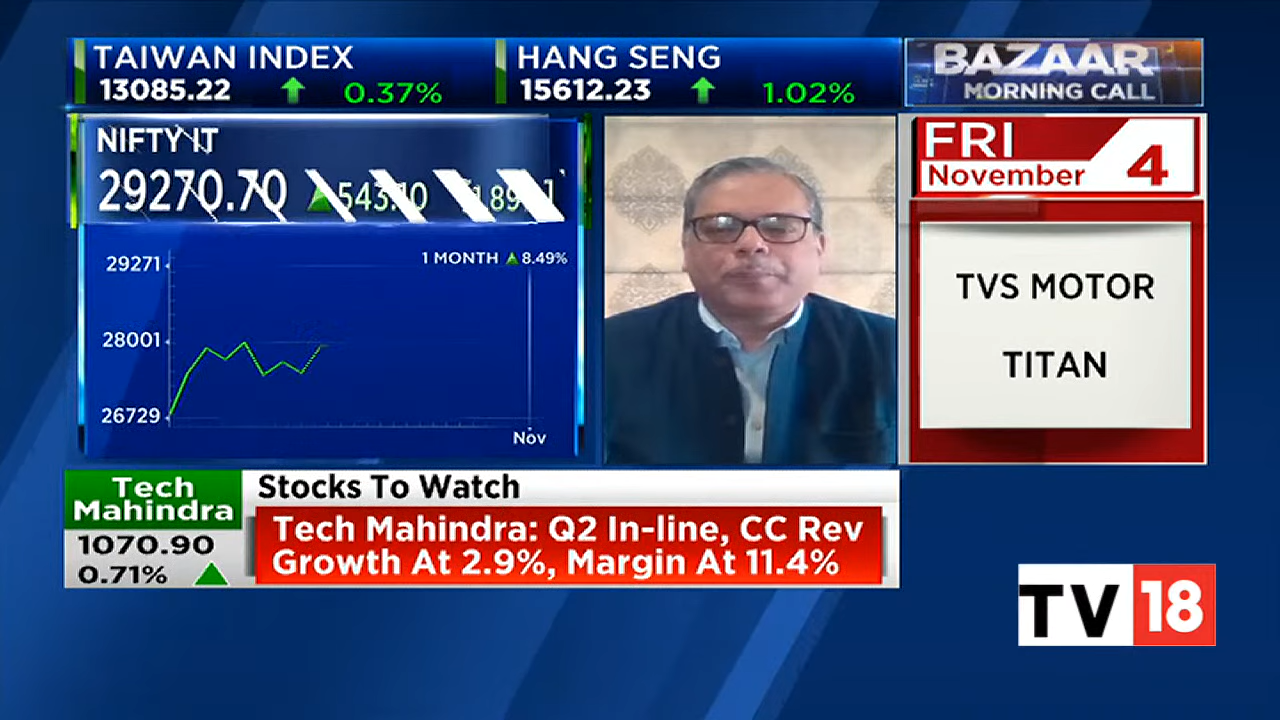 TAIWAN INDEX
13085.22 0.37%
HANG SENG
15612.23 1.02%
BAZAAR
MORNING CALL
NIFTY IT
29270.70 543.10
1 MONTH 8.49%
29271
28001
26729
Nov
FRI
November 4
TVS MOTOR
TITAN
Tech
Mahindra
1070.90
0.71%
Stocks To Watch
Tech Mahindra: Q2 In-line, CC Rev
Growth At 2.9%, Margin At 11.4%
TV18